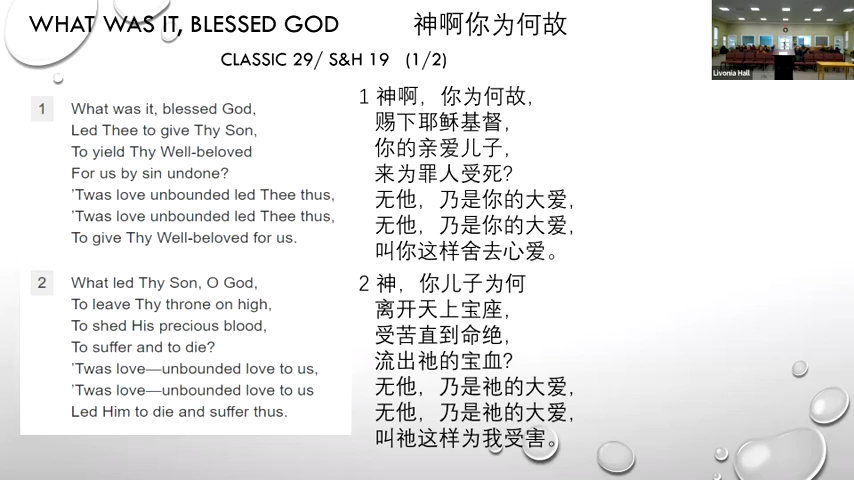 WHAT WAS IT, BLESSED GOD
神啊你为何故
CLASSIC 29/ S&H 19 (1/2)
1
What was it, blessed God,
Led Thee to give Thy Son,
To yield Thy Well-beloved
For us by sin undone?
’Twas love unbounded led Thee thus,
’Twas love unbounded led Thee thus,
To give Thy Well-beloved for us.
2
What led Thy Son, O God,
To leave Thy throne on high,
To shed His precious blood,
To suffer and to die?
’Twas love—unbounded love to us,
’Twas love—unbounded love to us
Led Him to die and suffer thus.
1 神啊，你为何故，
赐下耶稣基督，
你的亲爱儿子，
来为罪人受死?
无他，乃是你的大爱，
无他，乃是你的大爱，
叫你这样舍去心爱。
2 神，你儿子为何
离开天上宝座，
受苦直到命绝，
流出祂的宝血?
无他，乃是祂的大爱，
无他，乃是祂的大爱，
叫祂这样为我受害。
Livonia Hall